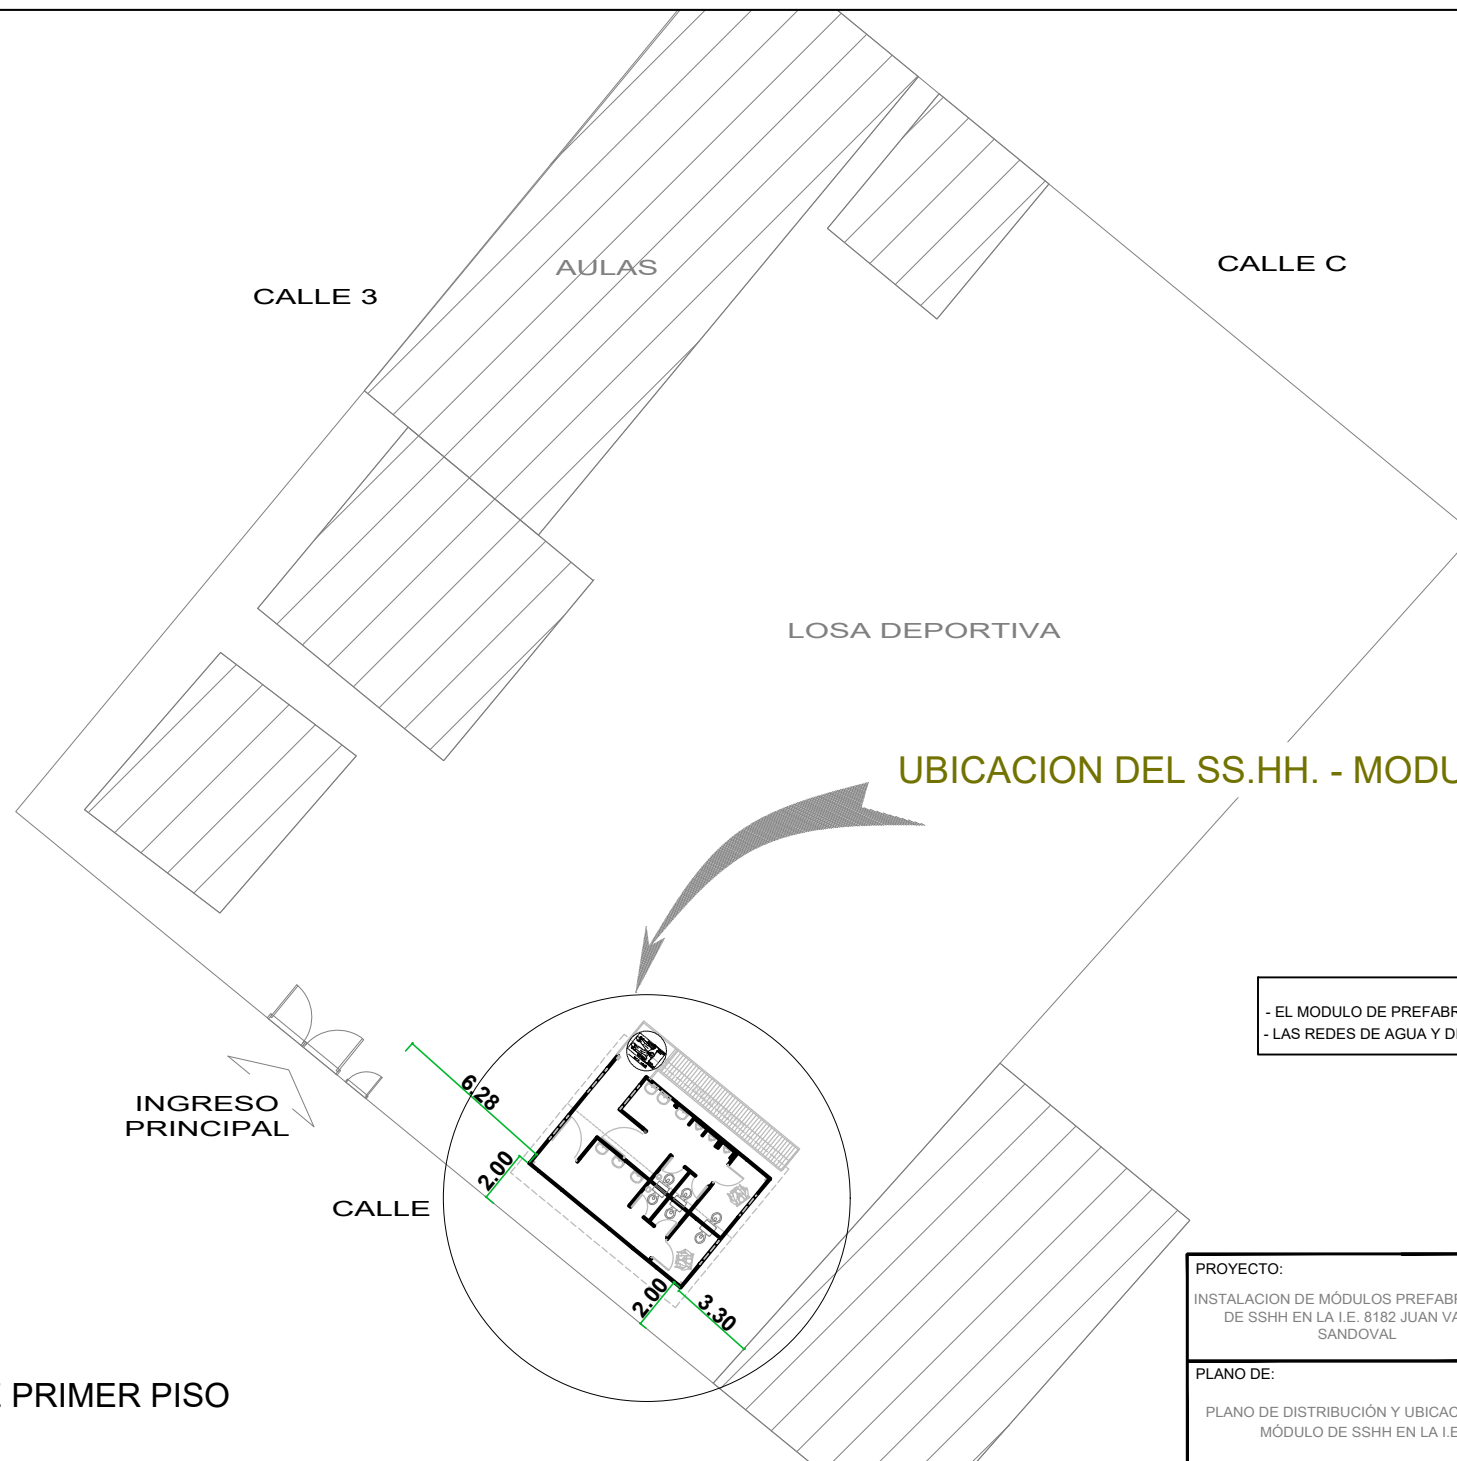 AULAS
CALLE C
CALLE 3
LOSA DEPORTIVA
UBICACION DEL SS.HH. - MODU
- EL MODULO DE PREFABR
- LAS REDES DE AGUA Y D
6.28
INGRESO
PRINCIPAL
2.00
CALLE
2.00
3.30
PROYECTO:
INSTALACION DE MÓDULOS PREFABR
DE SSHH EN LA I.E. 8182 JUAN VA
SANDOVAL
PLANO DE:
PRIMER PISO
PLANO DE DISTRIBUCIÓN Y UBICAC
MÓDULO DE SSHH EN LA I.E